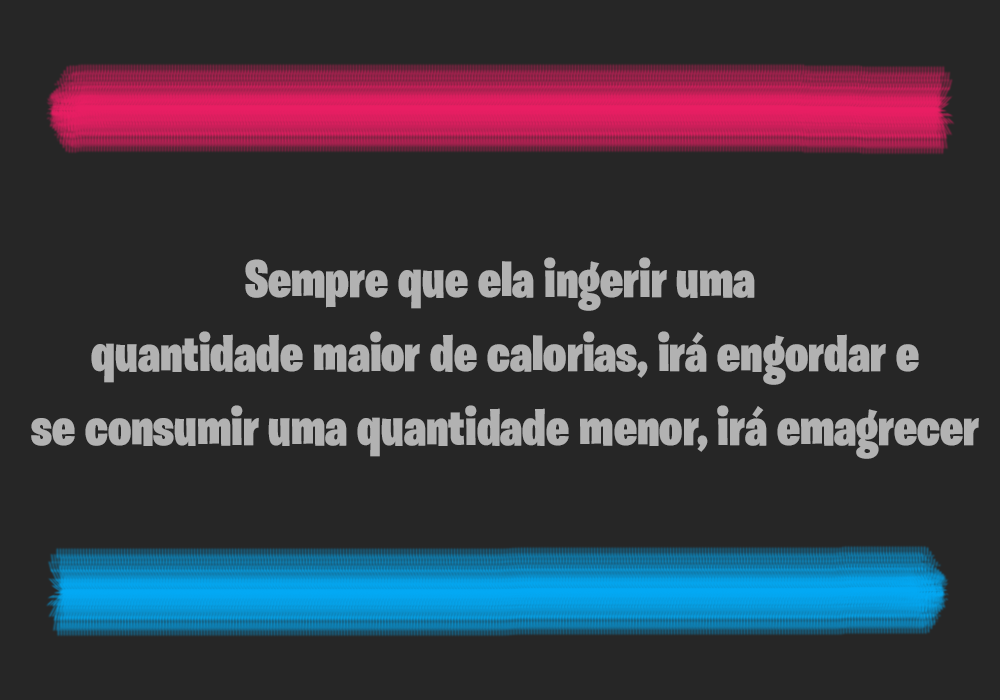 Sempre que ela ingerir uma
quantidade maior de calorias, irá engordar e
se consumir uma quantidade menor, irá emagrecer